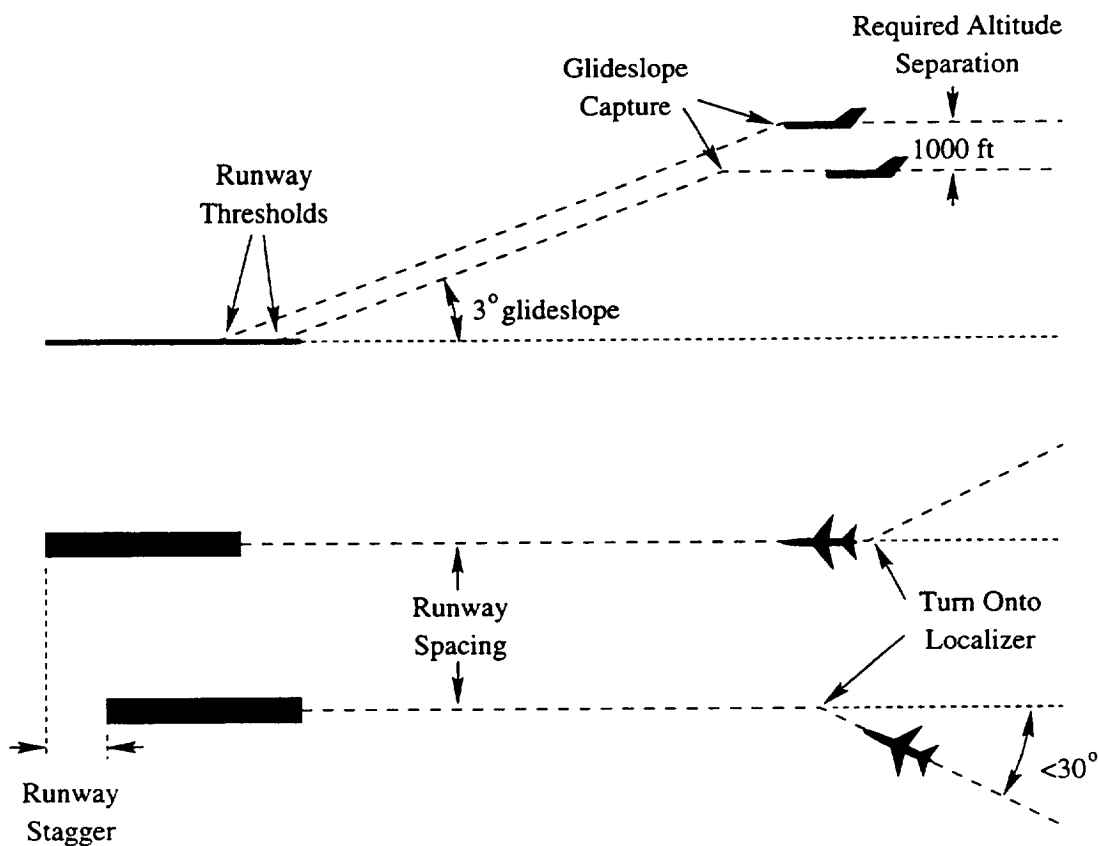 Required Altitude
Separation
Glideslope
Capture
1000 ft
Runway
Thresholds
3° glideslope
Runway
Spacing
Turn Onto
Localizer
<30°
Runway
Stagger